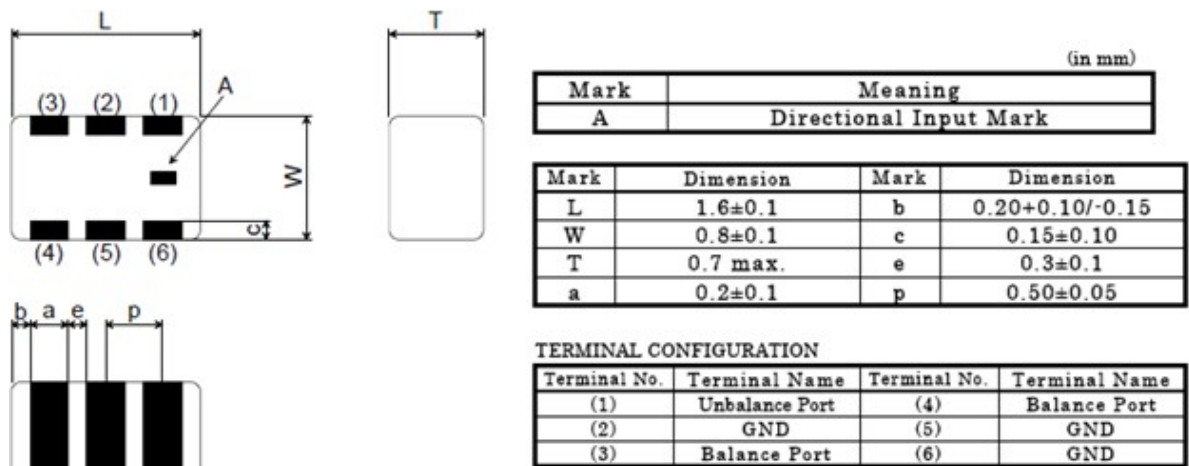 L
T
(in mm)
Mark Meaning
A Directional Input Mark
A
(3) (2) (1)
W
c
(4) (5) (6)
Mark Dimension Mark Dimension
L 1.6±0.1 b 0.20+0.10/-0.15
W 0.8±0.1 c 0.15±0.10
T 0.7 max. e 0.3±0.1
a 0.2±0.1 p 0.50±0.05
b a e p
TERMINAL CONFIGURATION
Terminal No. Terminal Name Terminal No. Terminal Name
(1) Unbalance Port (4) Balance Port
(2) GND (5) GND
(3) Balance Port (6) GND